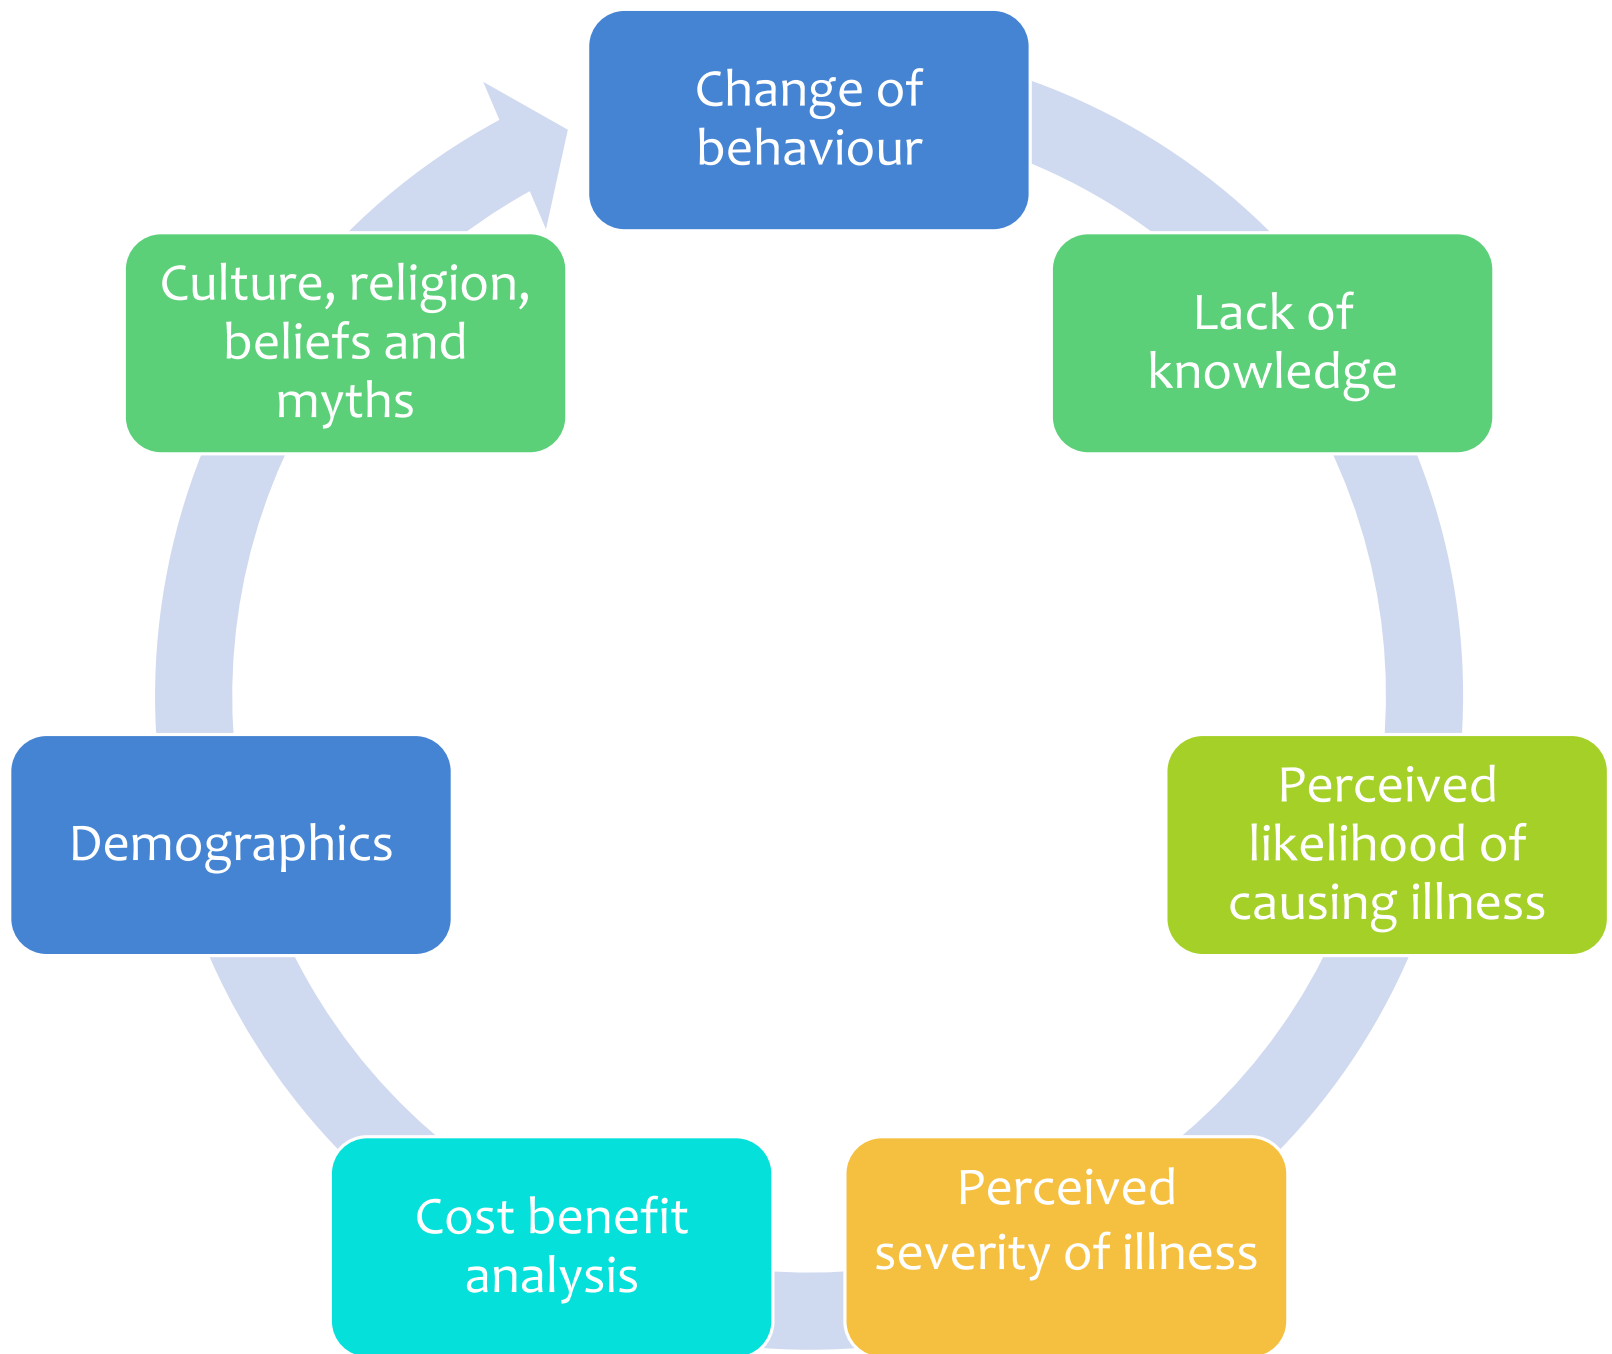 Change of
behaviour
Lack of
knowledge
Perceived
likelihood of
causing illness
Perceived
severity of illness
Cost benefit
analysis
Demographics
Culture, religion,
beliefs and
myths